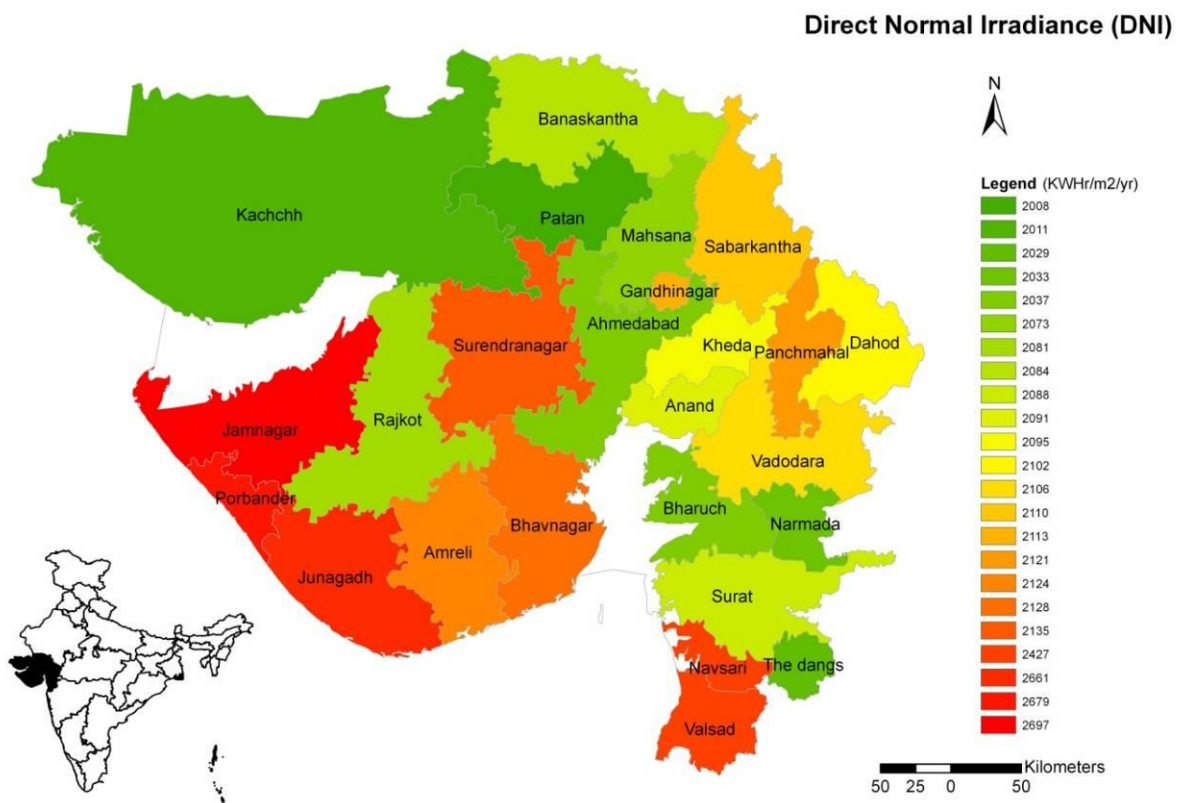 Direct Normal Irradiance (DNI)
N
Banaskantha
Kachchh
Patan
Mahsana
Sabarkantha
Gandhinagar
Ahmedabad
Surendranagar
Kheda
Panchmahal
Dahod
Anand
Rajkot
Jamnagar
Vadodara
Porbander
Bharuch
Narmada
Bhavnagar
Amreli
Junagadh
Surat
The dangs
Navsari
Valsad
Legend (KWHr/m2/yr)
2008
2011
2029
2033
2037
2073
2081
2084
2088
2091
2095
2102
2106
2110
2113
2121
2124
2128
2135
2427
2661
2679
2697
Kilometers
50 25 0 50